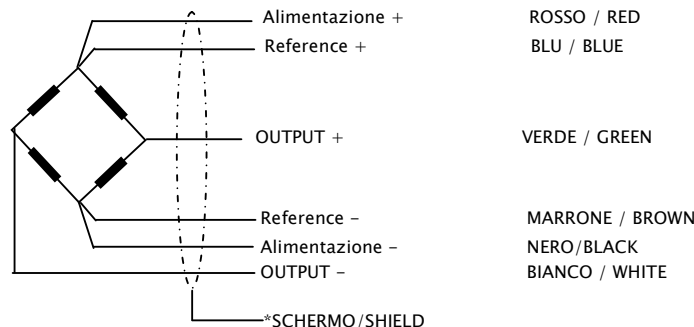 Alimentazione + ROSSO / RED
Reference + BLU / BLUE
OUTPUT + VERDE / GREEN
Reference − MARRONE / BROWN
Alimentazione − NERO/BLACK
OUTPUT − BIANCO / WHITE
*SCHERMO/SHIELD